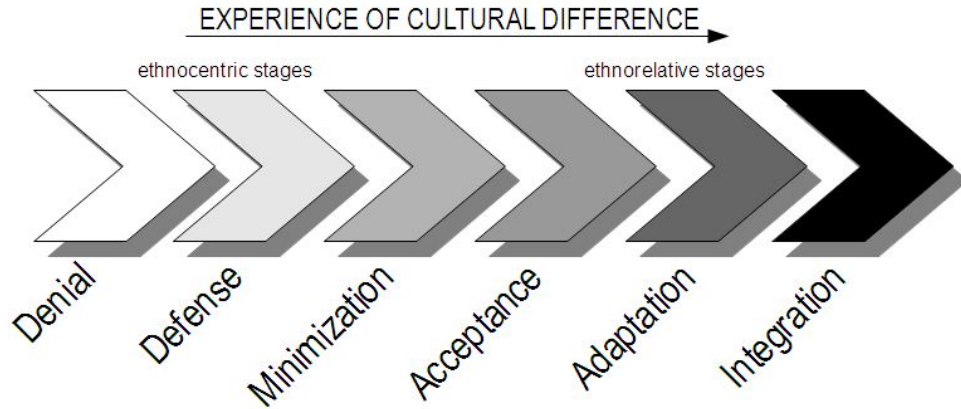 EXPERIENCE OF CULTURAL DIFFERENCE
ethnocentric stages
ethnorelative stages
Denial
Defense
Minimization
Acceptance
Adaptation
Integration